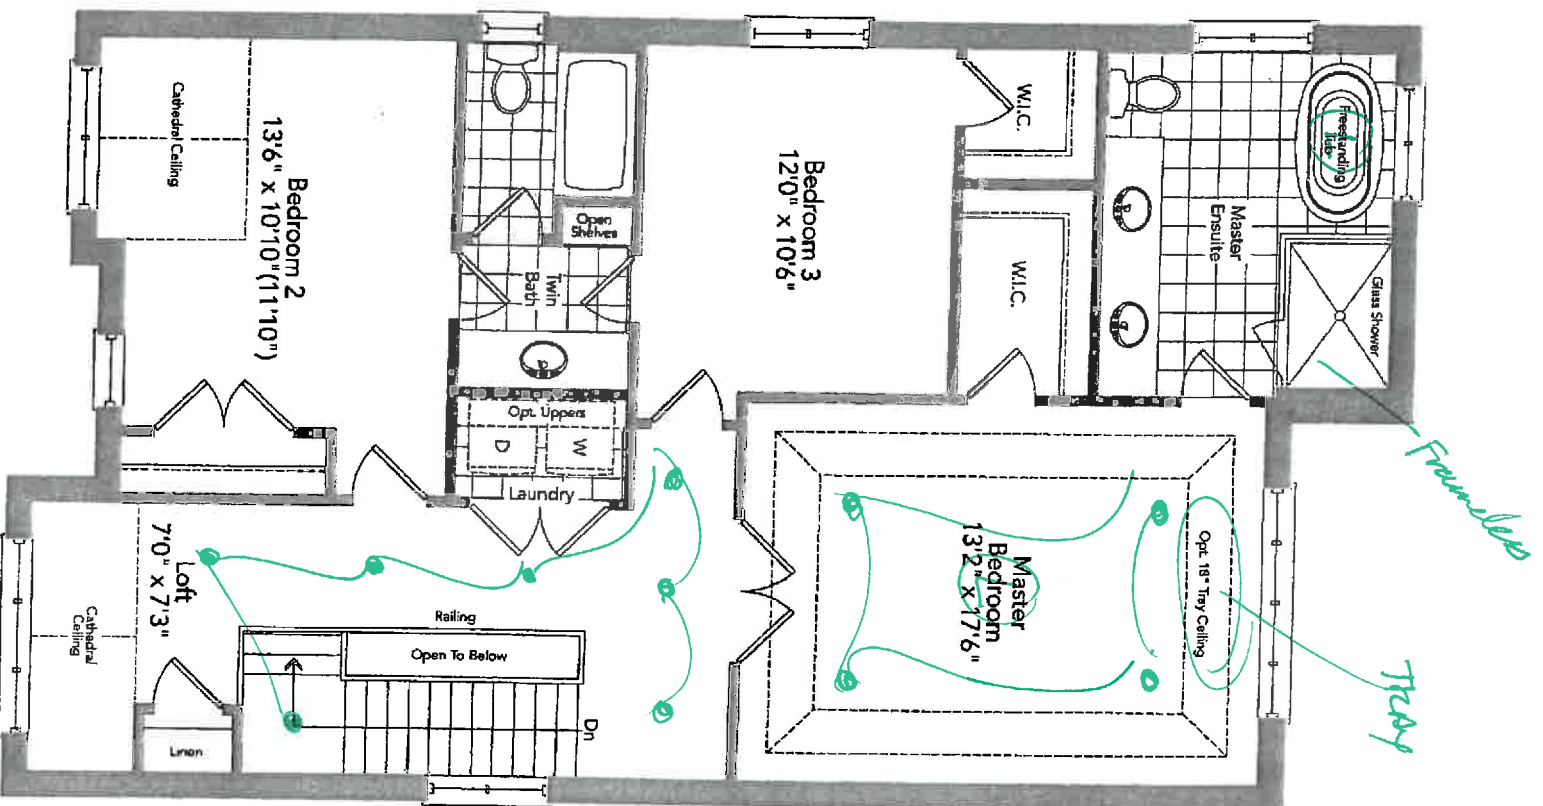 Cathedral Ceiling
Bedroom 2
13'6" x 10'10"(11'10")
Open
Shelves
Twin
Bath
Opt. Uppers
D
W
Laundry
Bedroom 3
12'0" x 10'6"
W.I.C.
W.I.C.
Freestanding
Tub
Master
Ensuite
Glass Shower
Frameless
Master
Bedroom
13'2" x 17'6"
Opt. 18" Tray Ceiling
TRAY
Loft
7'0" x 7'3"
Cathedral
Ceiling
Railing
Open To Below
Dn
Linen